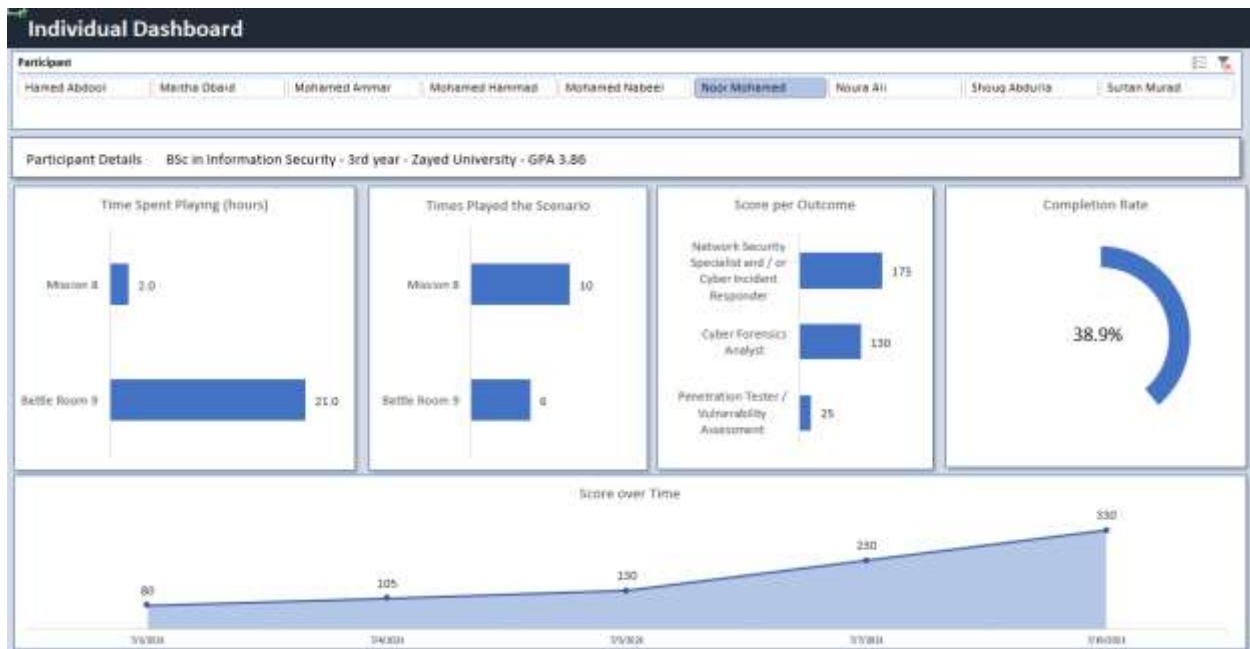 Individual Dashboard
Participant
Hamed Abdool Martha Obaid Mohamed Ammar Mohamed Hammad Mohamed Nabeel Noor Mohamed Noura Ali Shouq Abdulla Sultan Murad
Participant Details BSc in Information Security - 3rd year - Zayed University - GPA 3.86
Time Spent Playing (hours)
Mission 8 2.0
Battle Room 9 21.0
Times Played the Scenario
Mission 8 10
Battle Room 9 6
Score per Outcome
Network Security
Specialist and / or
Cyber Incident
Responder
175
Cyber Forensics
Analyst
130
Penetration Tester /
Vulnerability
Assessment
25
Completion Rate
38.9%
Score over Time
80 105 130 230 330